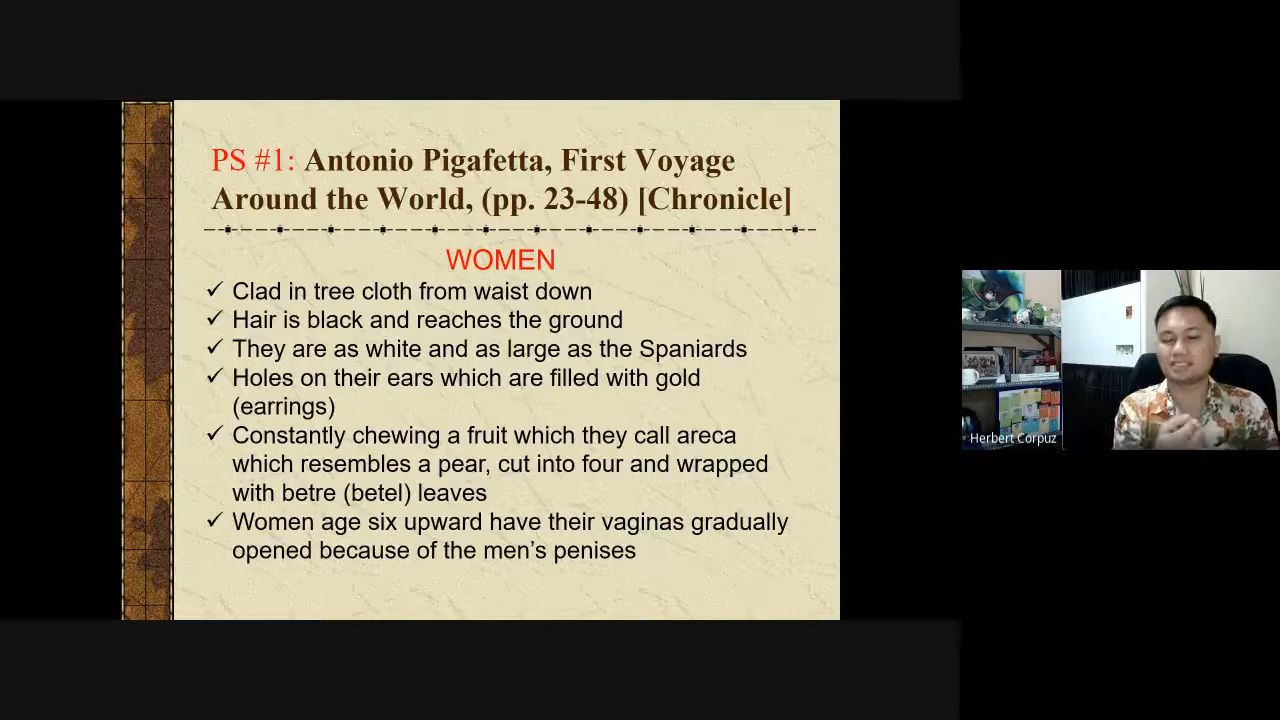 PS #1: Antonio Pigafetta, First Voyage
Around the World, (pp. 23-48) [Chronicle]
WOMEN
✓ Clad in tree cloth from waist down
✓ Hair is black and reaches the ground
✓ They are as white and as large as the Spaniards
✓ Holes on their ears which are filled with gold
(earrings)
✓ Constantly chewing a fruit which they call areca
which resembles a pear, cut into four and wrapped
with betre (betel) leaves
✓ Women age six upward have their vaginas gradually
opened because of the men's penises
Herbert Corpuz